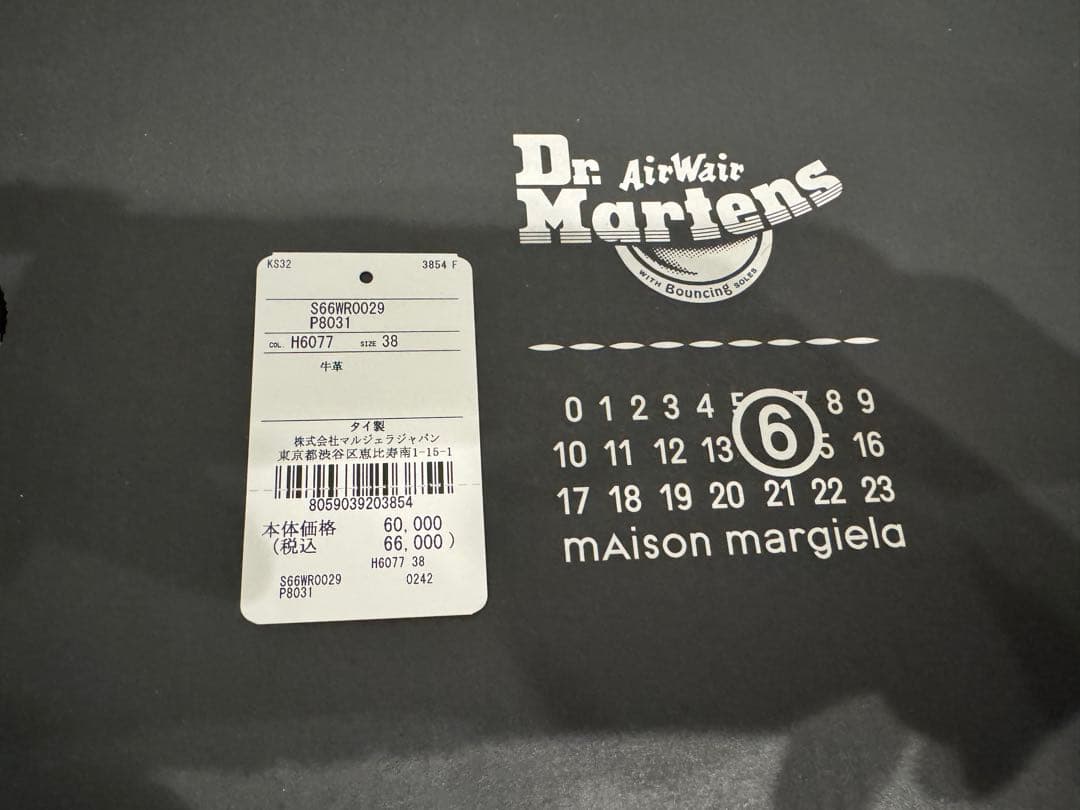 KS32 3854 F
S66WR0029
P8031
COL. H6077 SIZE 38
牛革
タイ製
株式会社マルジェラジャパン
東京都渋谷区恵比寿南1-15-1
8059039203854
本体価格 60,000
(税込 66,000)
H6077 38
S66WR0029 0242
P8031
Dr. AirWair
Martens
WITH Bouncing SOLES
0 1 2 3 4 5 6 7 8 9
10 11 12 13 5 16
17 18 19 20 21 22 23
mAison margiela